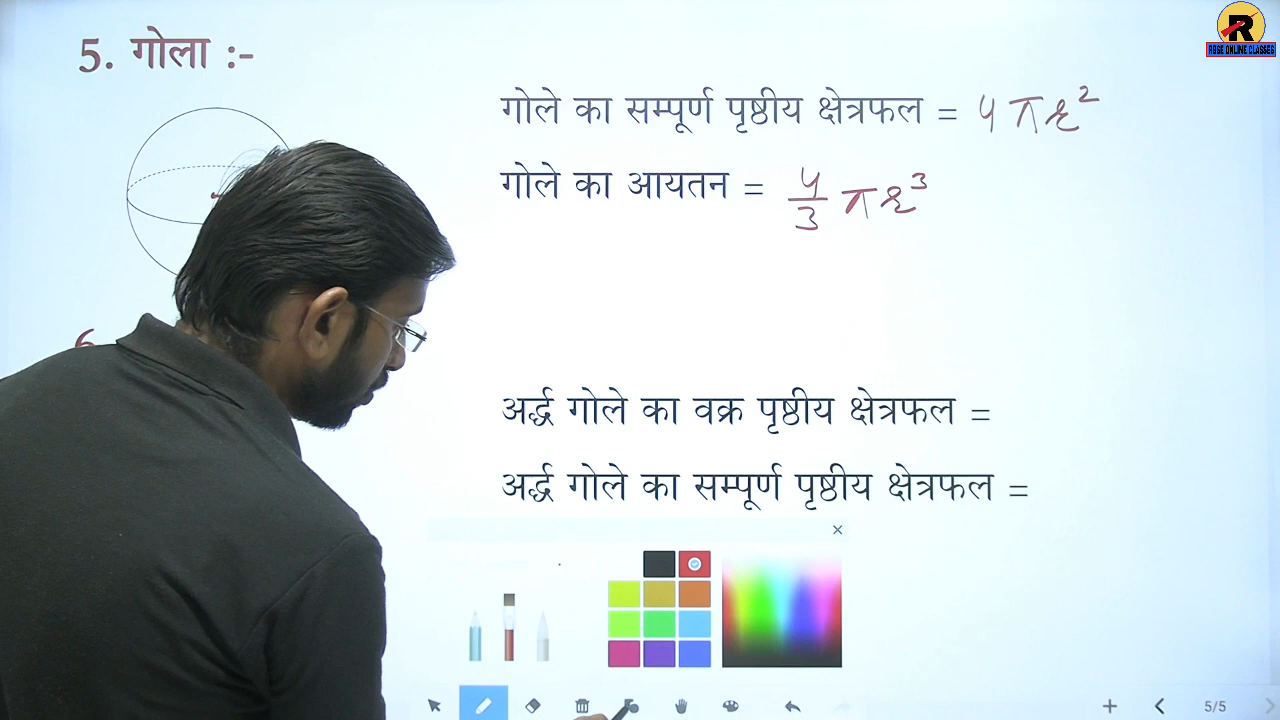 R
RBSE ONLINE CLASSES
5. गोला :-
गोले का सम्पूर्ण पृष्ठीय क्षेत्रफल = 4πr²
गोले का आयतन = 4/3 πr³
6.
अर्द्ध गोले का वक्र पृष्ठीय क्षेत्रफल =
अर्द्ध गोले का सम्पूर्ण पृष्ठीय क्षेत्रफल =
5/5